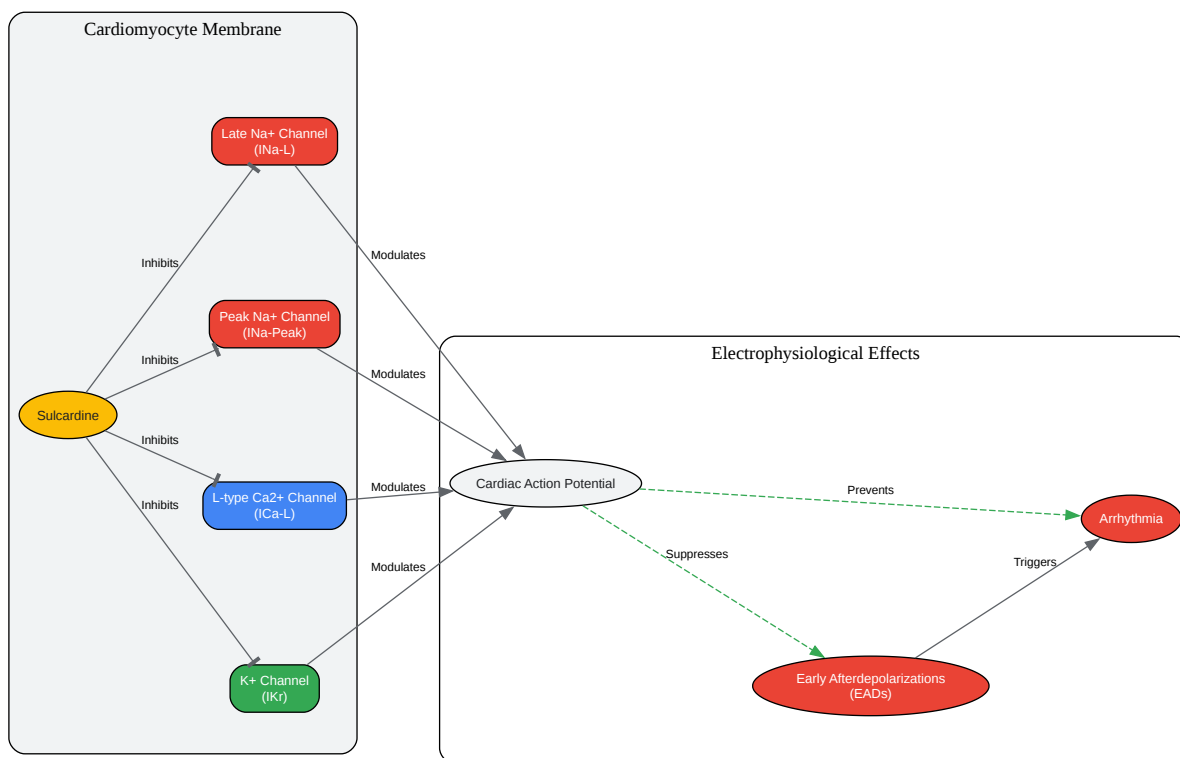 Cardiomyocyte Membrane
Late Na+ Channel
(INa-L)
Inhibits
Modulates
Peak Na+ Channel
(INa-Peak)
Inhibits
Modulates
Electrophysiological Effects
Sulcardine
Inhibits
L-type Ca2+ Channel
(ICa-L)
Modulates
Cardiac Action Potential
Prevents
Arrhythmia
Inhibits
Suppresses
Modulates
Triggers
K+ Channel
(IKr)
Early Afterdepolarizations
(EADs)